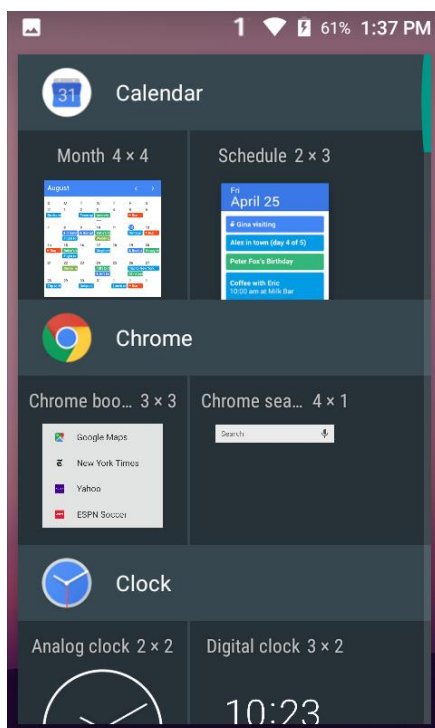 1 61% 1:37 PM
31 Calendar
Month 4 × 4 Schedule 2 × 3
August
Fri
April 25
Gina visiting
Alex in town (day 4 of 5)
Peter Fox's Birthday
Coffee with Eric
10:00 am at Milk Bar
Chrome
Chrome boo... 3 × 3 Chrome sea... 4 × 1
Google Maps
New York Times
Yahoo
ESPN Soccer
Search
Clock
Analog clock 2 × 2 Digital clock 3 × 2
10:23